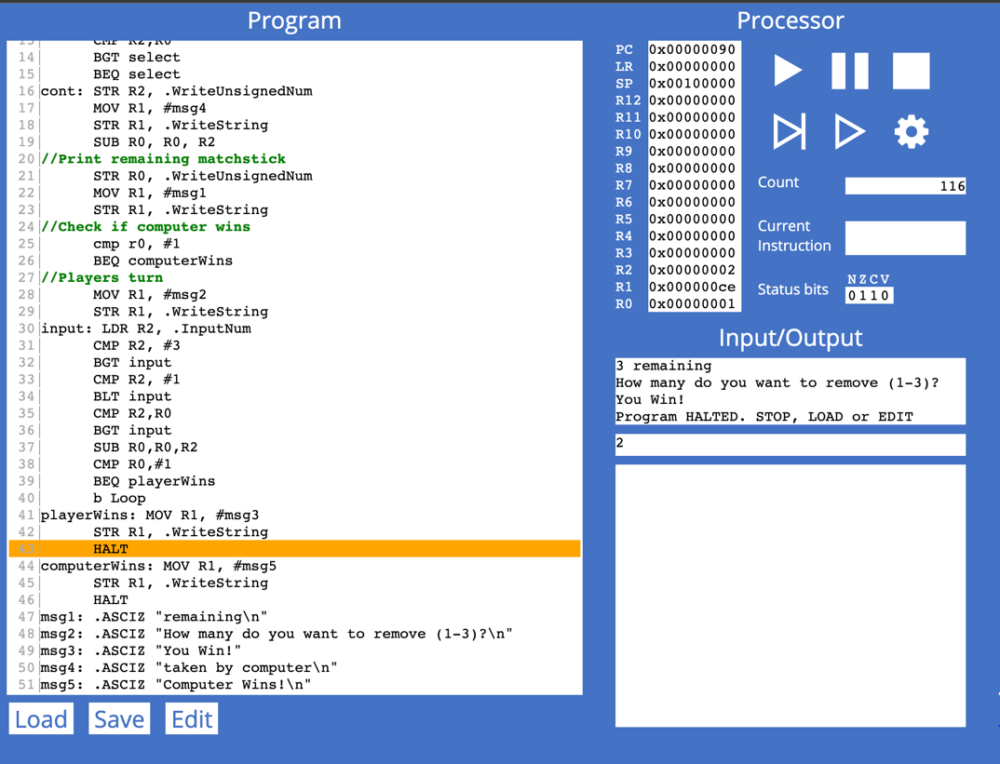 Program
13 CMP R2,R0
14 BGT select
15 BEQ select
16 cont: STR R2, .WriteUnsignedNum
17 MOV R1, #msg4
18 STR R1, .WriteString
19 SUB R0, R0, R2
20 //Print remaining matchstick
21 STR R0, .WriteUnsignedNum
22 MOV R1, #msg1
23 STR R1, .WriteString
24 //Check if computer wins
25 cmp r0, #1
26 BEQ computerWins
27 //Players turn
28 MOV R1, #msg2
29 STR R1, .WriteString
30 input: LDR R2, .InputNum
31 CMP R2, #3
32 BGT input
33 CMP R2, #1
34 BLT input
35 CMP R2,R0
36 BGT input
37 SUB R0,R0,R2
38 CMP R0,#1
39 BEQ playerWins
40 b Loop
41 playerWins: MOV R1, #msg3
42 STR R1, .WriteString
43 HALT
44 computerWins: MOV R1, #msg5
45 STR R1, .WriteString
46 HALT
47 msg1: .ASCIZ "remaining\n"
48 msg2: .ASCIZ "How many do you want to remove (1-3)?\n"
49 msg3: .ASCIZ "You Win!"
50 msg4: .ASCIZ "taken by computer\n"
51 msg5: .ASCIZ "Computer Wins!\n"
Load Save Edit
Processor
PC 0x00000090
LR 0x00000000
SP 0x00100000
R12 0x00000000
R11 0x00000000
R10 0x00000000
R9 0x00000000
R8 0x00000000
R7 0x00000000
R6 0x00000000
R5 0x00000000
R4 0x00000000
R3 0x00000000
R2 0x00000002
R1 0x000000ce
R0 0x00000001
Count 116
Current
Instruction
NZCV
Status bits 0110
Input/Output
3 remaining
How many do you want to remove (1-3)?
You Win!
Program HALTED. STOP, LOAD or EDIT
2